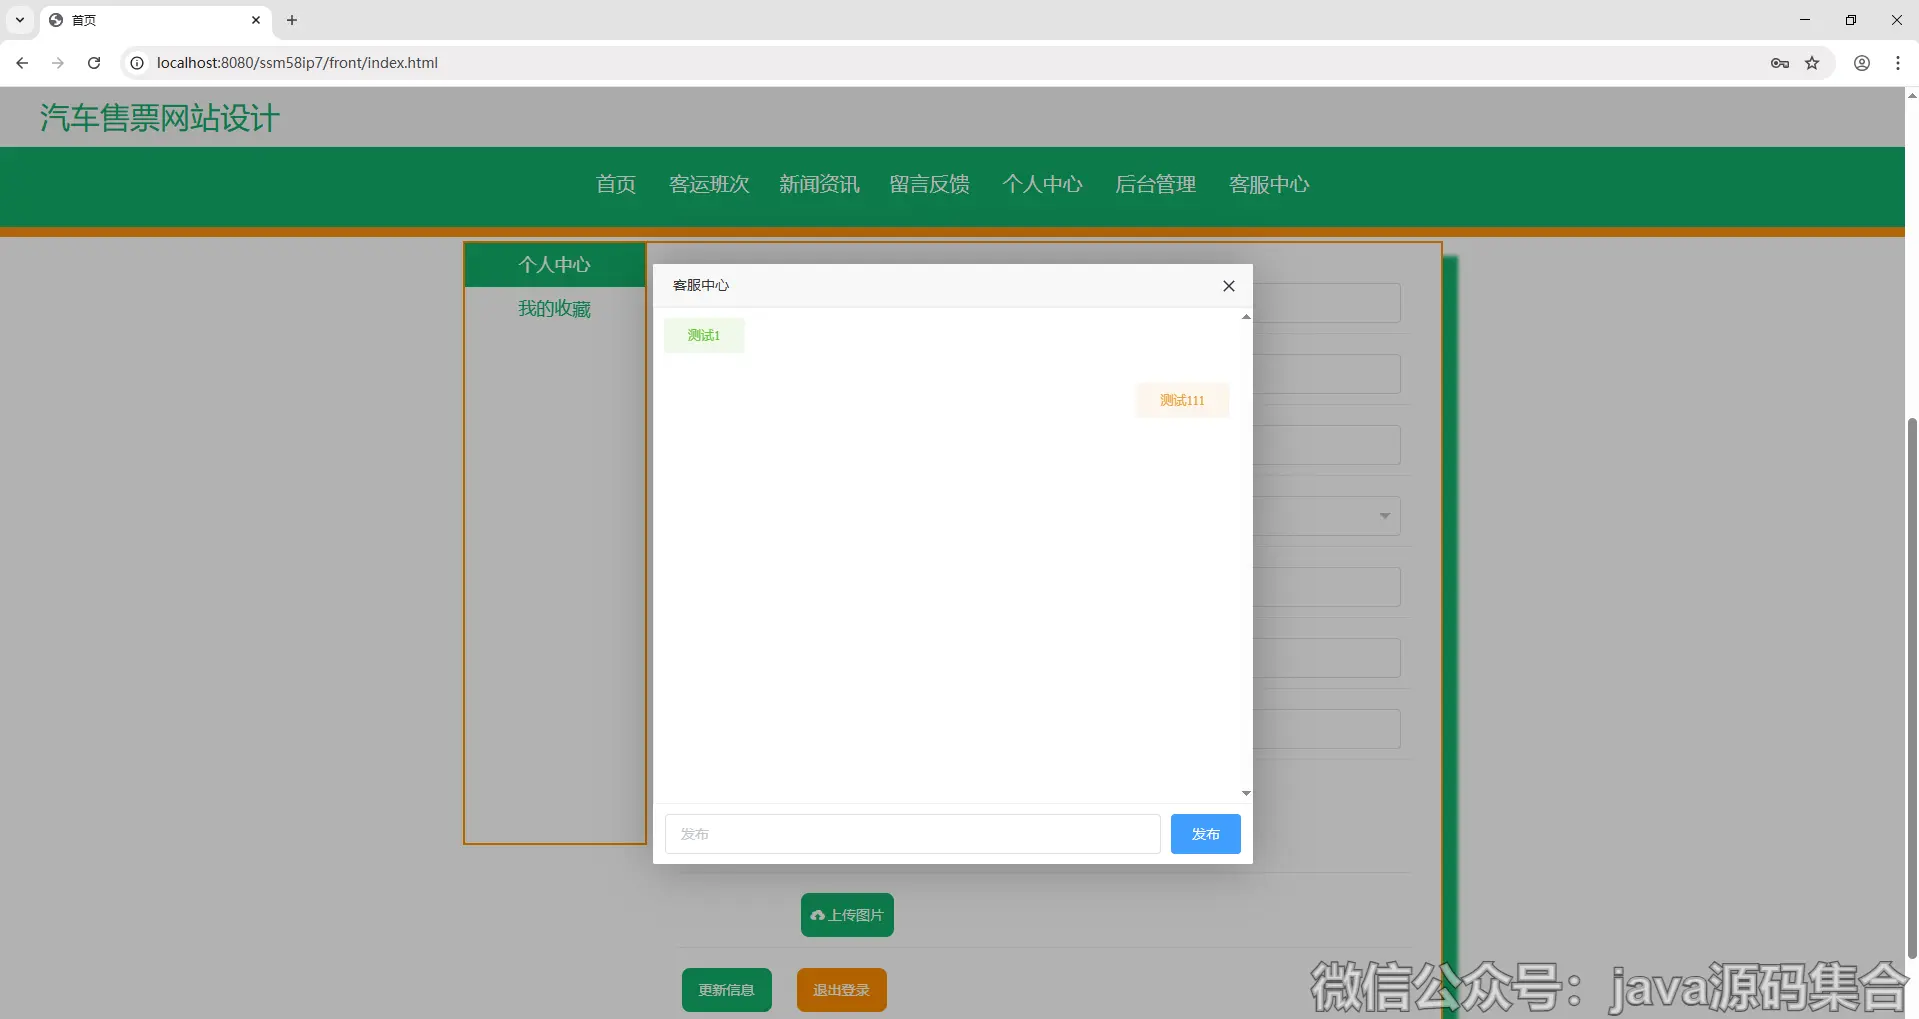 首页
localhost:8080/ssm58ip7/front/index.html
汽车售票网站设计
首页 客运班次 新闻资讯 留言反馈 个人中心 后台管理 客服中心
个人中心
我的收藏
客服中心
测试1
测试111
发布 发布
上传图片
更新信息 退出登录
微信公众号：java源码集合